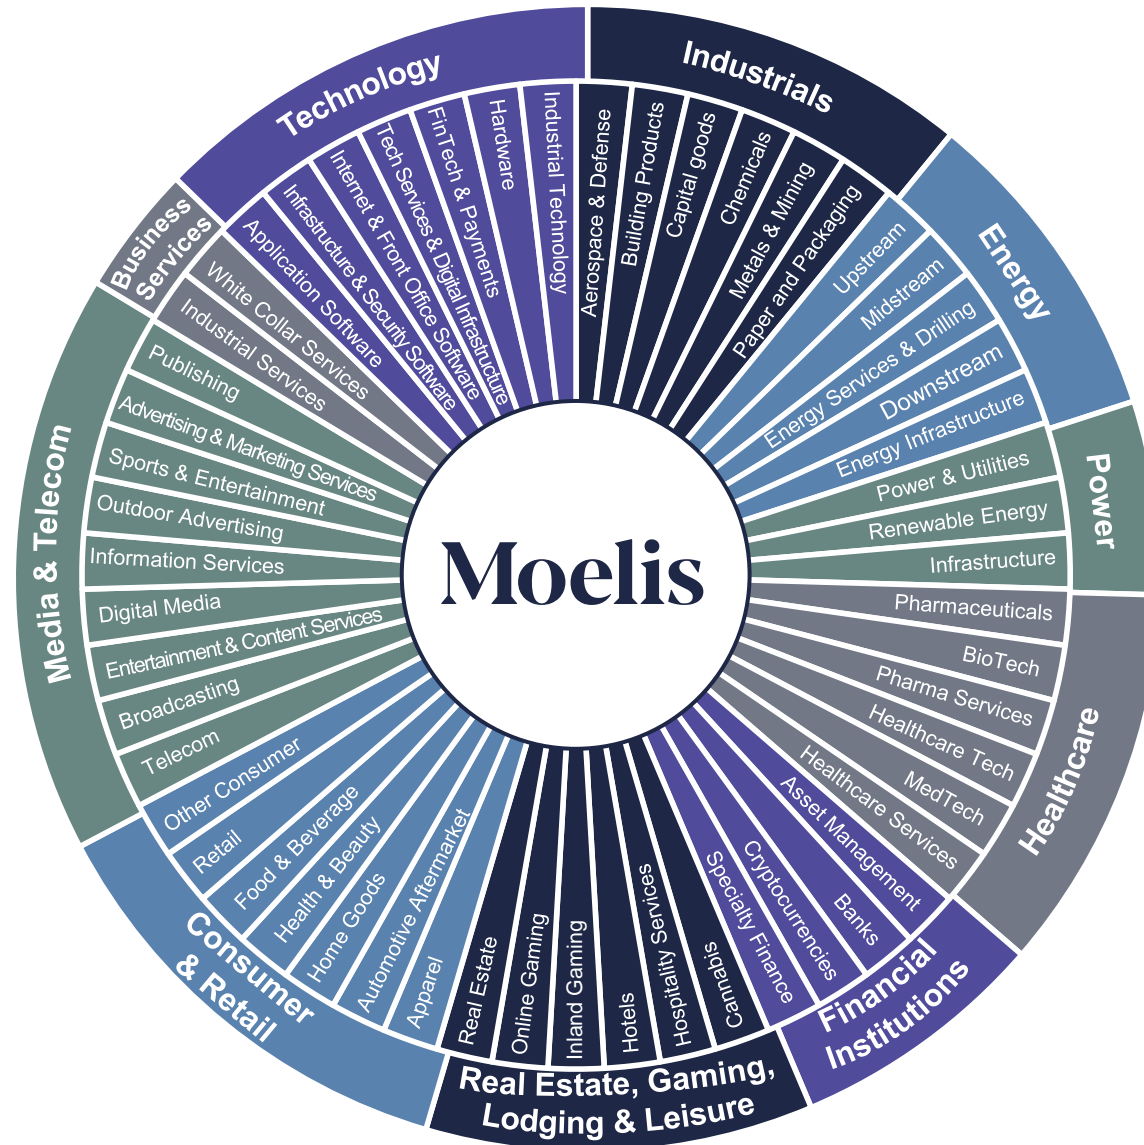 Moelis
Industrials
Aerospace & Defense
Building Products
Capital goods
Chemicals
Metals & Mining
Paper and Packaging
Energy
Upstream
Midstream
Energy Services & Drilling
Downstream
Energy Infrastructure
Power
Power & Utilities
Renewable Energy
Infrastructure
Healthcare
Pharmaceuticals
BioTech
Pharma Services
Healthcare Tech
MedTech
Healthcare Services
Financial
Institutions
Asset Management
Banks
Cryptocurrencies
Specialty Finance
Real Estate, Gaming,
Lodging & Leisure
Cannabis
Hospitality Services
Hotels
Inland Gaming
Online Gaming
Real Estate
Consumer
& Retail
Apparel
Automotive Aftermarket
Home Goods
Health & Beauty
Food & Beverage
Retail
Other Consumer
Media & Telecom
Telecom
Broadcasting
Entertainment & Content Services
Digital Media
Information Services
Outdoor Advertising
Sports & Entertainment
Advertising & Marketing Services
Publishing
Business
Services
Industrial Services
White Collar Services
Technology
Application Software
Infrastructure & Security Software
Internet & Front Office Software
Tech Services & Digital Infrastructure
FinTech & Payments
Hardware
Industrial Technology